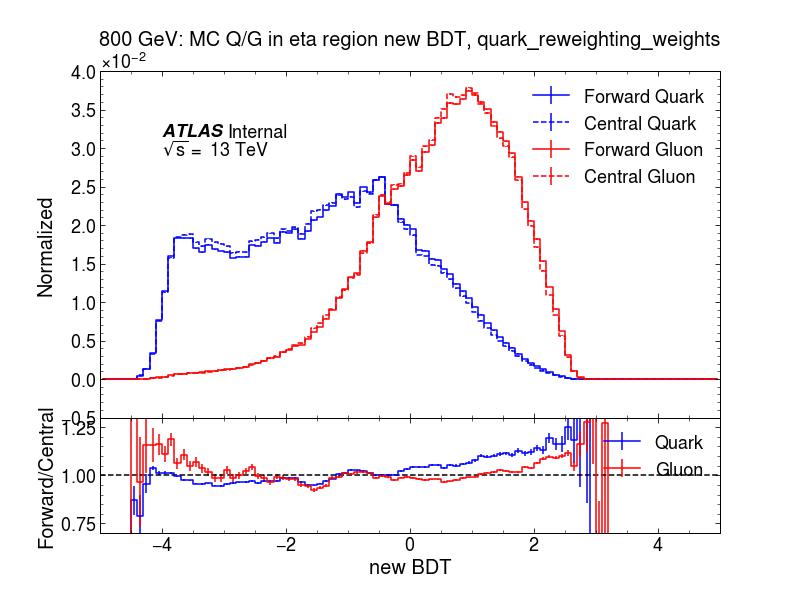 800 GeV: MC Q/G in eta region new BDT, quark_reweighting_weights
×10⁻²
4.0
3.5
3.0
2.5
2.0
1.5
1.0
0.5
0.0
−0.5
Normalized
ATLAS Internal
√s = 13 TeV
Forward Quark
Central Quark
Forward Gluon
Central Gluon
1.25
1.00
0.75
Forward/Central
Quark
Gluon
−4
−2
0
2
4
new BDT